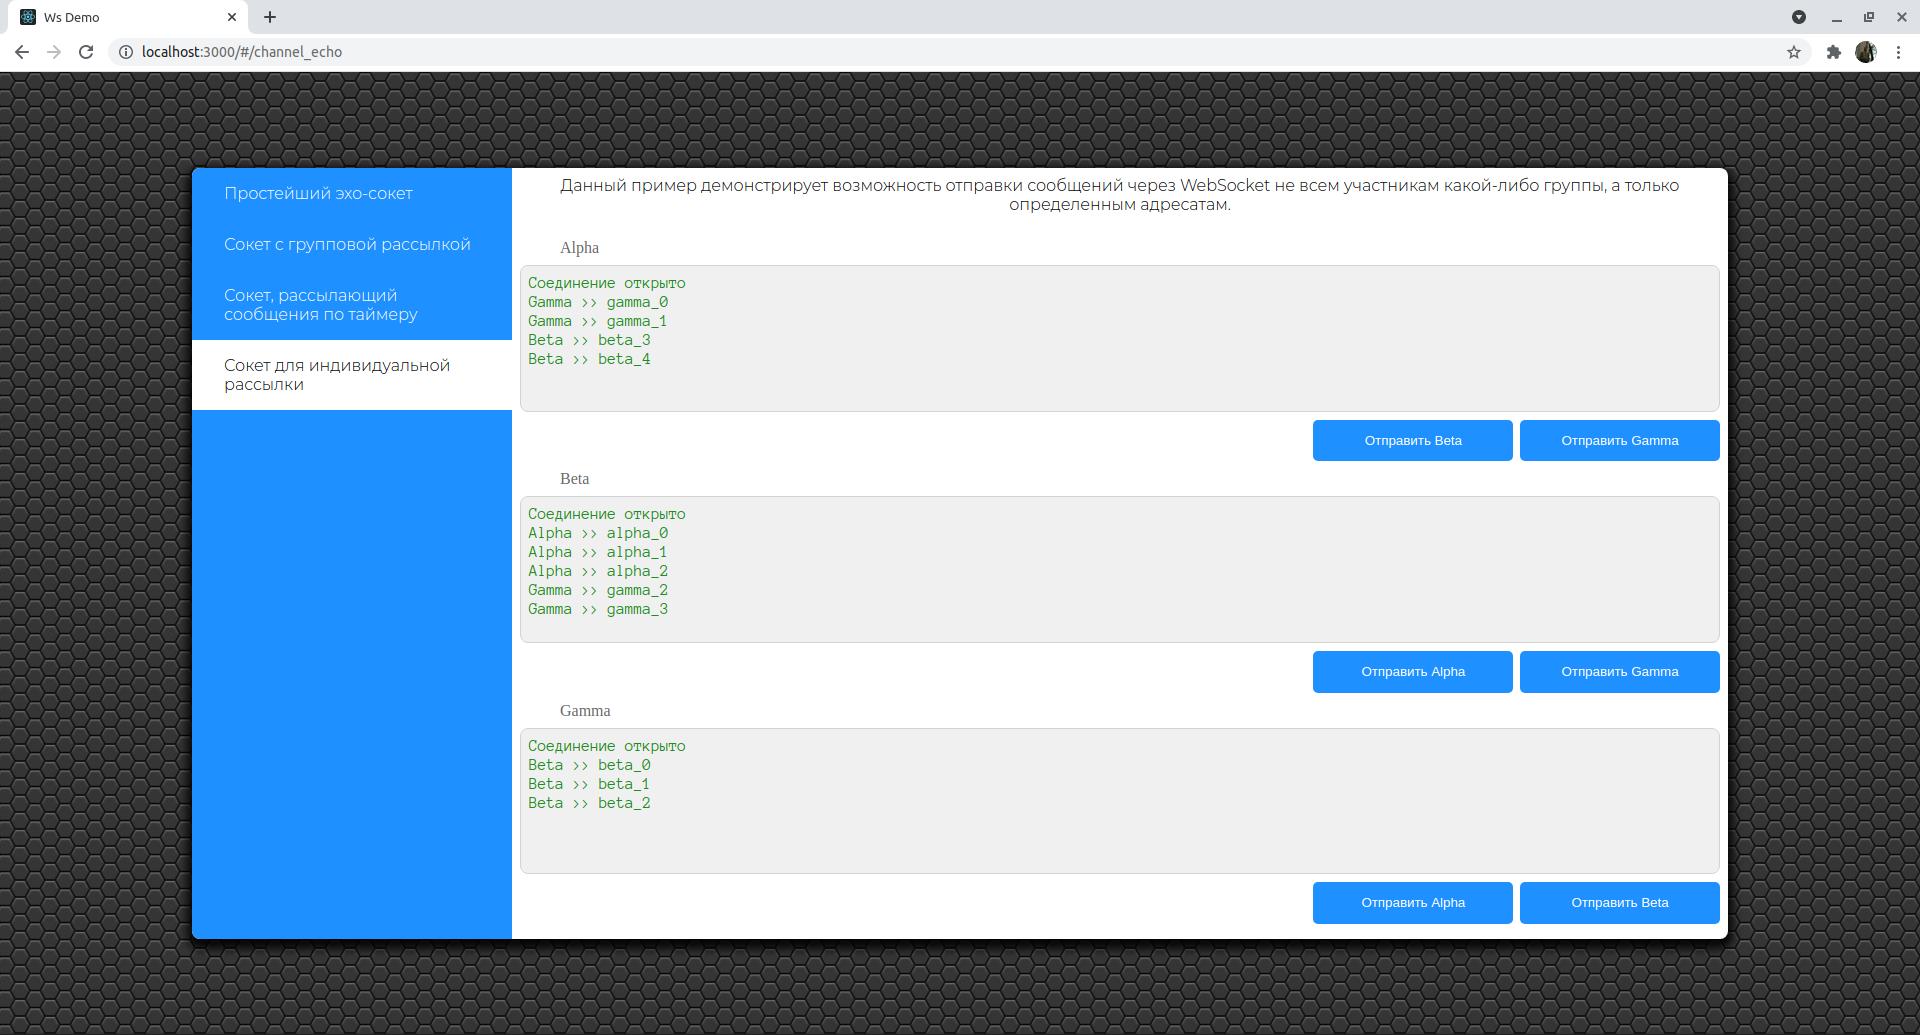 Ws Demo
localhost:3000/#/channel_echo
Простейший эхо-сокет
Сокет с групповой рассылкой
Сокет, рассылающий
сообщения по таймеру
Сокет для индивидуальной
рассылки
Данный пример демонстрирует возможность отправки сообщений через WebSocket не всем участникам какой-либо группы, а только
определенным адресатам.
Alpha
Соединение открыто
Gamma >> gamma_0
Gamma >> gamma_1
Beta >> beta_3
Beta >> beta_4
Отправить Beta
Отправить Gamma
Beta
Соединение открыто
Alpha >> alpha_0
Alpha >> alpha_1
Alpha >> alpha_2
Gamma >> gamma_2
Gamma >> gamma_3
Отправить Alpha
Отправить Gamma
Gamma
Соединение открыто
Beta >> beta_0
Beta >> beta_1
Beta >> beta_2
Отправить Alpha
Отправить Beta